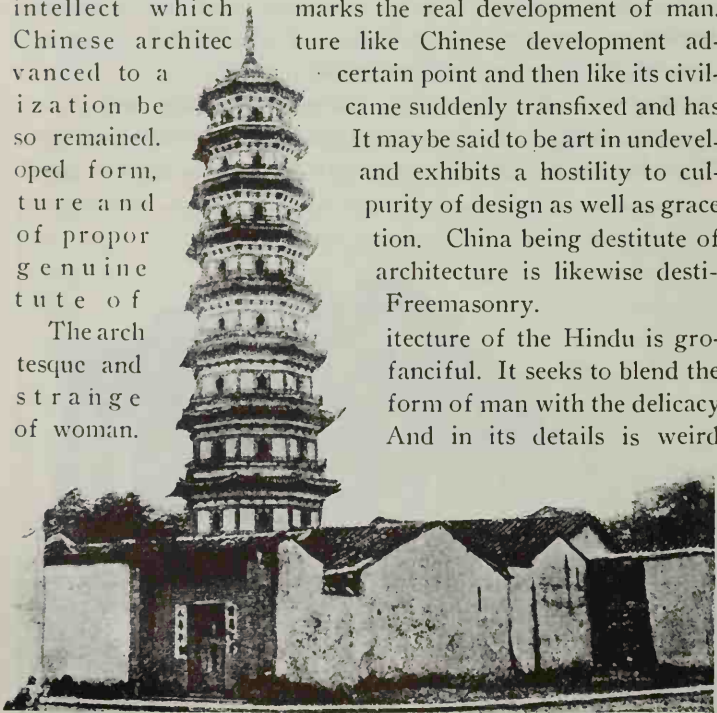 intellect which marks the real development of man.
Chinese architec ture like Chinese development ad-
vanced to a certain point and then like its civil-
ization be came suddenly transfixed and has
so remained. It may be said to be art in undevel-
oped form, and exhibits a hostility to cul-
ture and purity of design as well as grace
of propor tion. China being destitute of
genuine architecture is likewise desti-
tute of Freemasonry.
The arch itecture of the Hindu is gro-
tesque and fanciful. It seeks to blend the
strange form of man with the delicacy
of woman. And in its details is weird